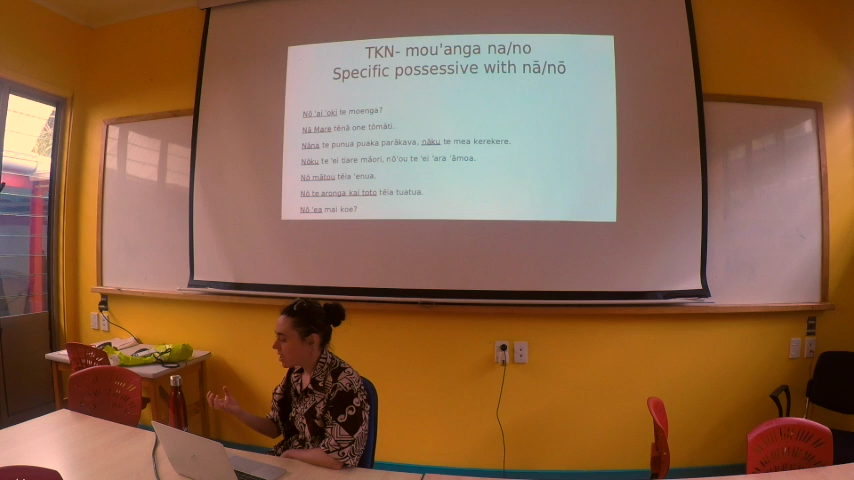 TKN- mou'anga na/no
Specific possessive with nā/nō
Nō 'ei 'oki te moenga?
Nā Mare tēnā one tōmāti.
Nāna te punua puaka parākava, nāku te mea kerekere.
Nōku te 'ei tiare māori, nō'ou te 'ei 'ara 'āmoa.
Nō mātou tēia 'enua.
Nō te aronga kai toto tēia tuatua.
Nō 'ea mai koe?